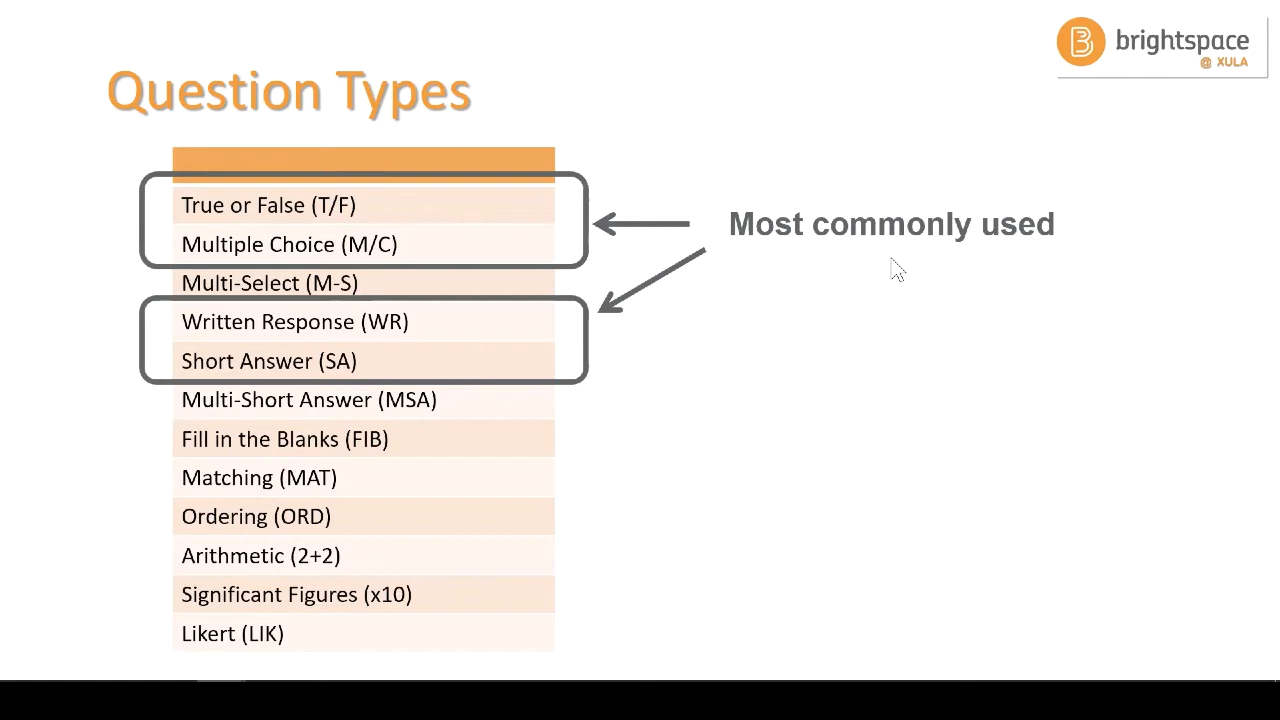 brightspace
@ XULA
Question Types
True or False (T/F)
Multiple Choice (M/C)
Multi-Select (M-S)
Written Response (WR)
Short Answer (SA)
Multi-Short Answer (MSA)
Fill in the Blanks (FIB)
Matching (MAT)
Ordering (ORD)
Arithmetic (2+2)
Significant Figures (x10)
Likert (LIK)
Most commonly used